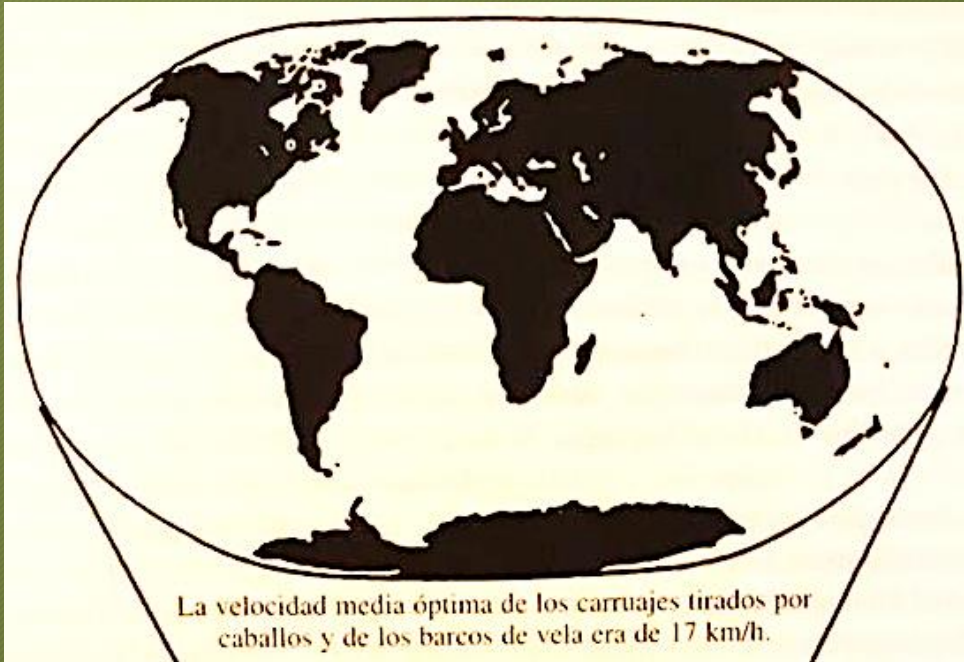 La velocidad media óptima de los carruajes tirados por
caballos y de los barcos de vela era de 17 km/h.